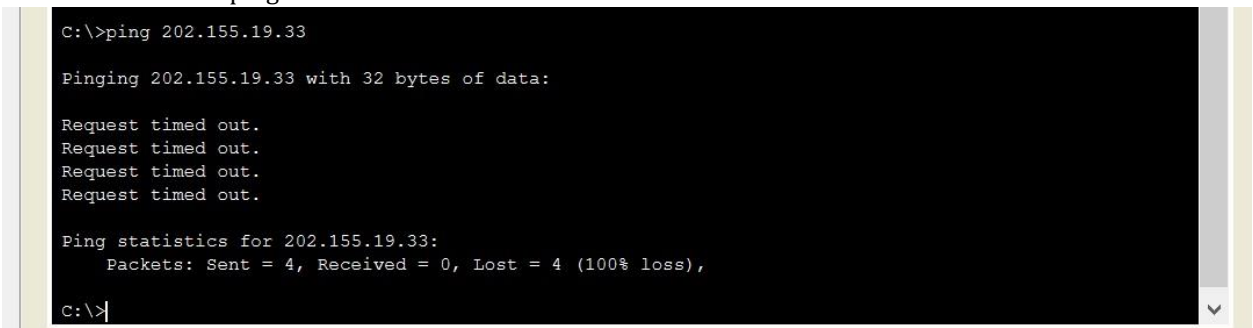 C:\>ping 202.155.19.33
Pinging 202.155.19.33 with 32 bytes of data:
Request timed out.
Request timed out.
Request timed out.
Request timed out.
Ping statistics for 202.155.19.33:
Packets: Sent = 4, Received = 0, Lost = 4 (100% loss),
C:\>